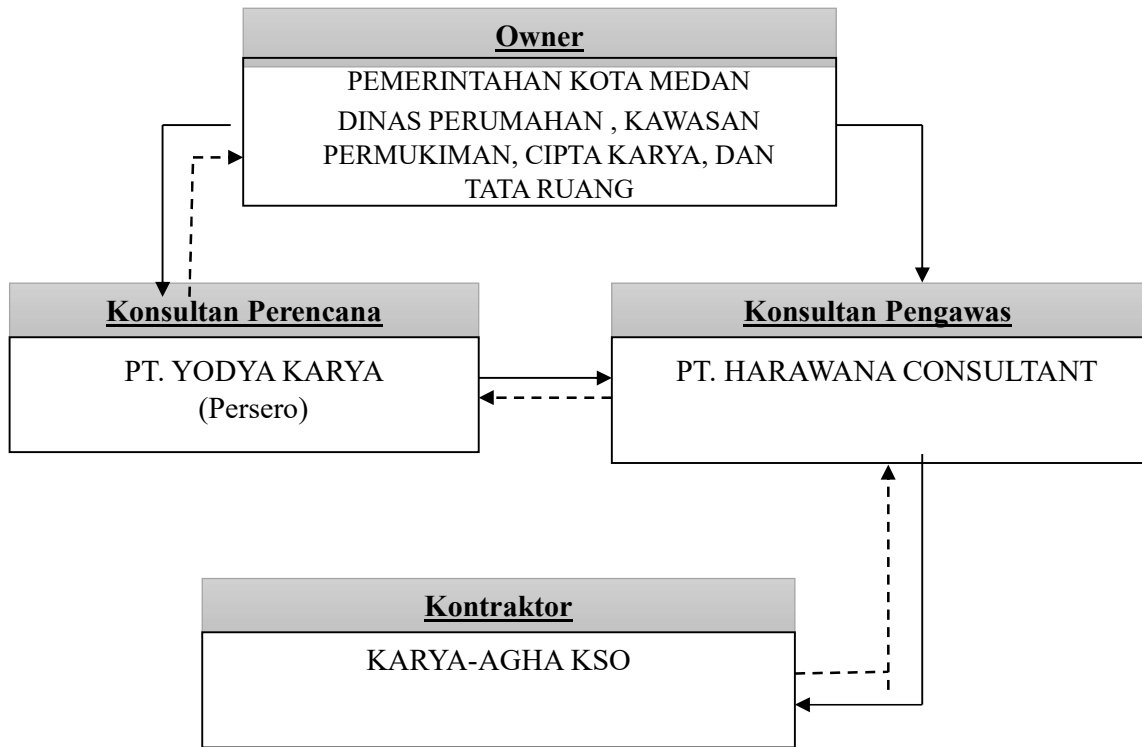 Owner
PEMERINTAHAN KOTA MEDAN
DINAS PERUMAHAN , KAWASAN
PERMUKIMAN, CIPTA KARYA, DAN
TATA RUANG
Konsultan Perencana
PT. YODYA KARYA
(Persero)
Konsultan Pengawas
PT. HARAWANA CONSULTANT
Kontraktor
KARYA-AGHA KSO